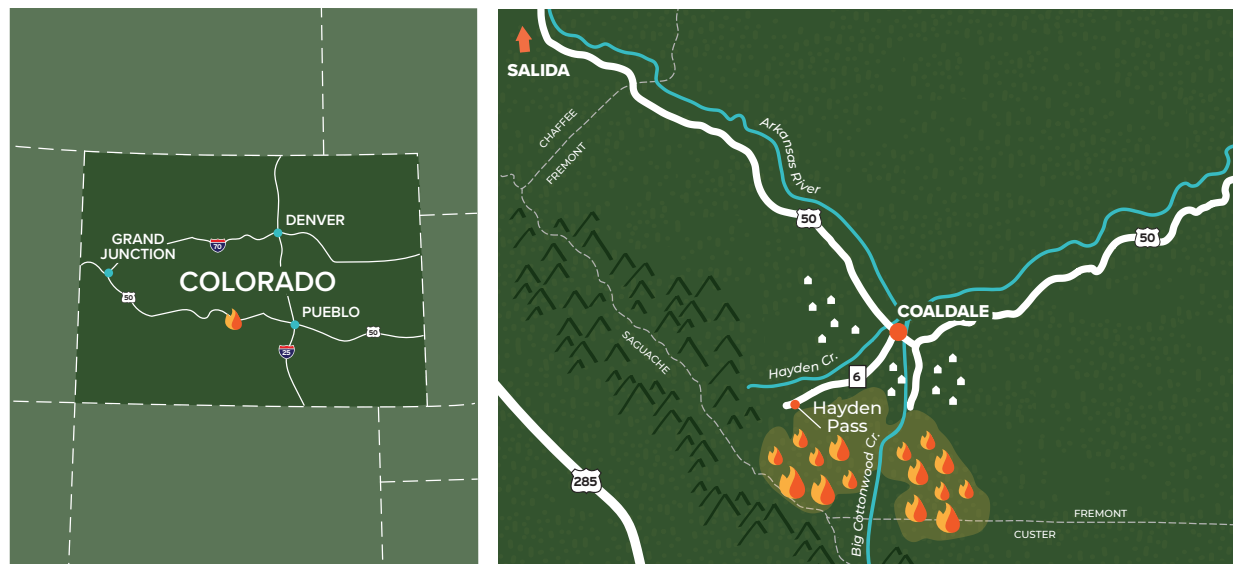 DENVER
70
GRAND
JUNCTION
COLORADO
50
PUEBLO
50
25
SALIDA
CHAFFEE
FREMONT
Arkansas River
50
50
COALDALE
SAGUACHE
Hayden Cr.
6
Hayden
Pass
Big Cottonwood Cr.
285
FREMONT
CUSTER